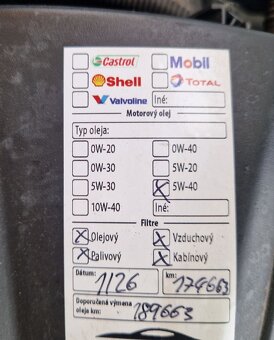 Castrol Mobil
Shell TOTAL
Valvoline Iné:
Motorový olej
Typ oleja:
0W-20 0W-40
0W-30 5W-20
5W-30 5W-40
10W-40 Iné:
Filtre
Olejový Vzduchový
Palivový Kabínový
Dátum: 1/26 km: 174663
Doporučená výmena
oleja km: 189663